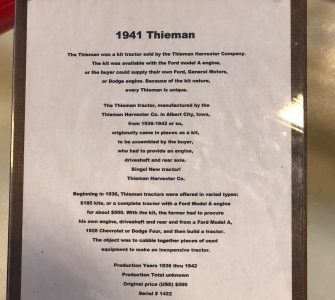 1941 Thieman
The Thieman was a kit tractor sold by the Thieman Harvester Company.
The kit was available with the Ford model A engine,
or the buyer could supply their own Ford, General Motors,
or Dodge engine. Because of the kit nature,
every Thieman is unique.
The Thieman tractor, manufactured by the
Thieman Harvester Co. in Albert City, Iowa,
from 1936-1942 or so,
origionally came in pieces as a kit,
to be assembled by the buyer,
who had to provide an engine,
driveshaft and rear axle.
Bingo! New tractor!
Thieman Harvester Co.
Beginning in 1936, Thieman tractors were offered in varied types:
$185 kits, or a complete tractor with a Ford Model A engine
for about $500. With the kit, the farmer had to procure
his own engine, driveshaft and rear end from a Ford Model A,
1928 Chevrolet or Dodge Four, and then build a tractor.
The object was to cobble together pieces of used
equipment to make an inexpensive tractor.
Production Years 1936 thru 1942
Production Total unknown
Original price (USD) $500
Serial # 1422